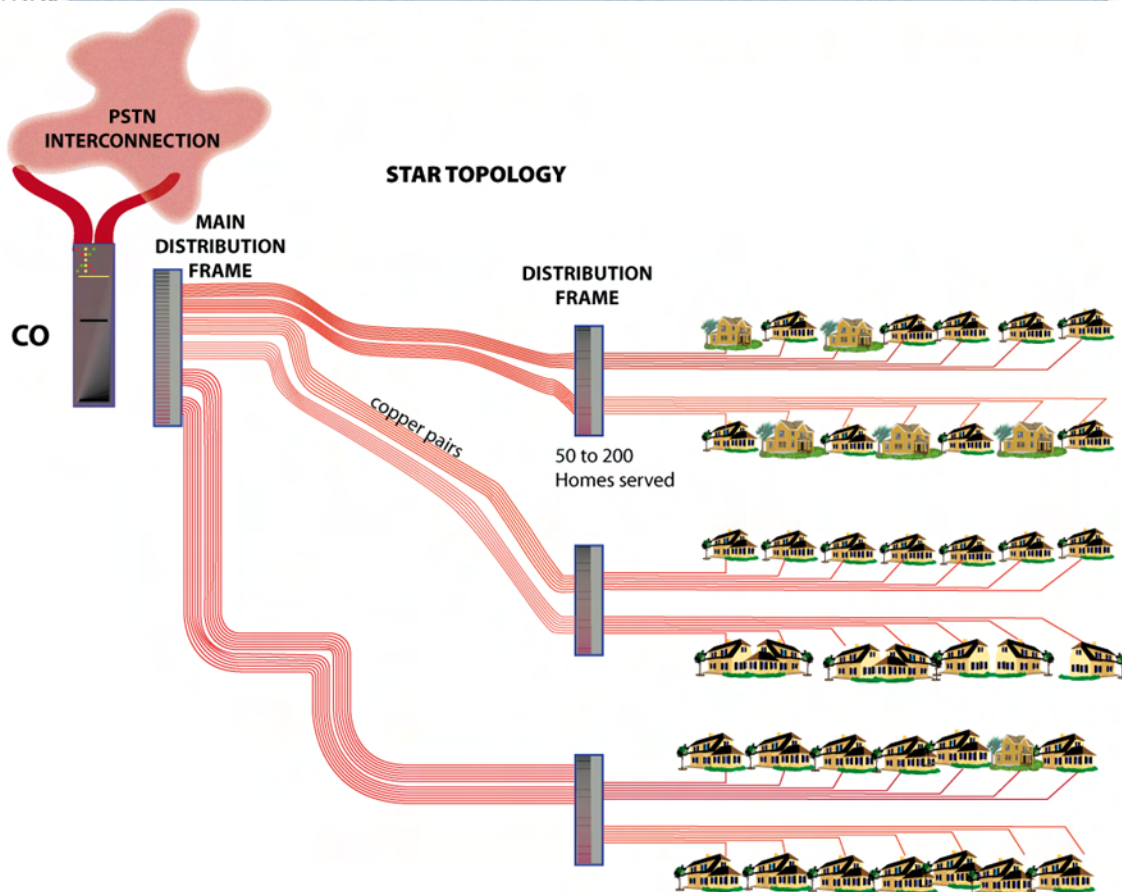 PSTN
INTERCONNECTION
STAR TOPOLOGY
MAIN
DISTRIBUTION
FRAME
DISTRIBUTION
FRAME
CO
copper pairs
50 to 200
Homes served